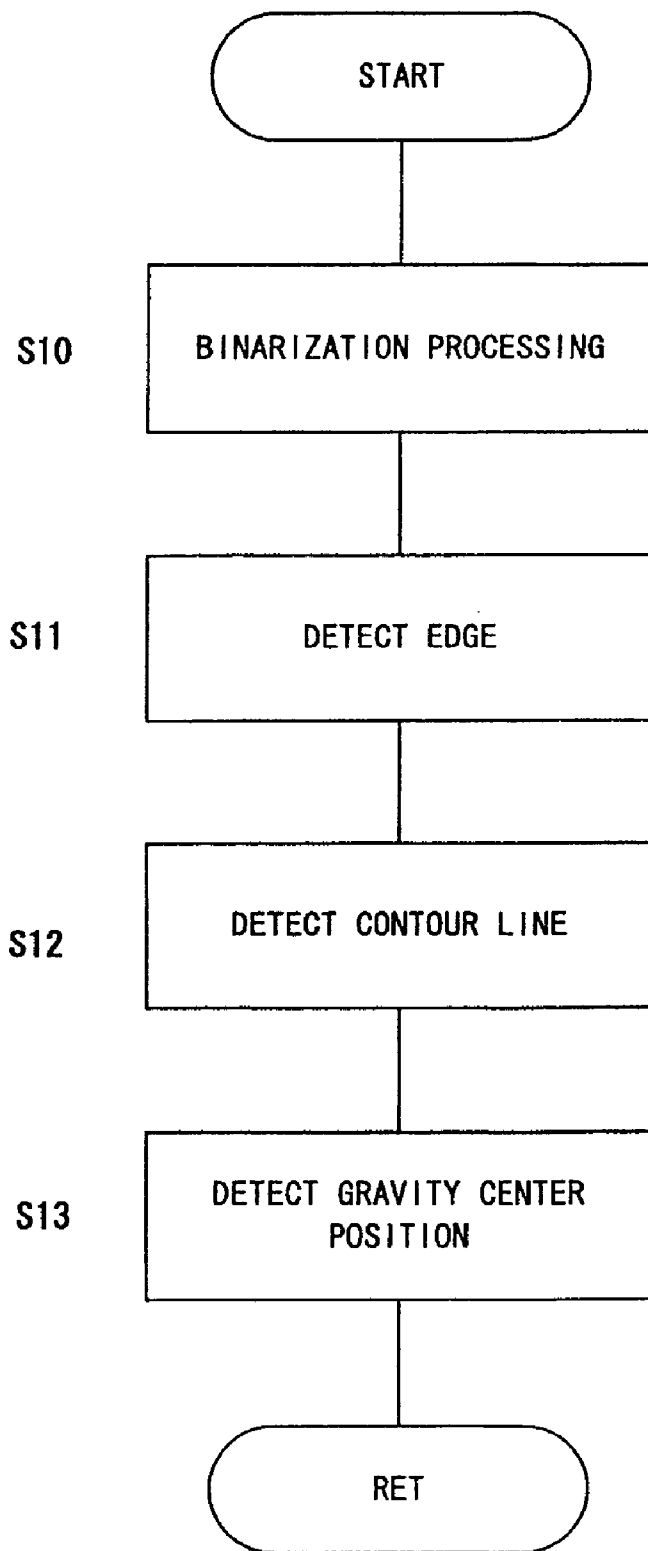 START
S10
BINARIZATION PROCESSING
S11
DETECT EDGE
S12
DETECT CONTOUR LINE
S13
DETECT GRAVITY CENTER
POSITION
RET